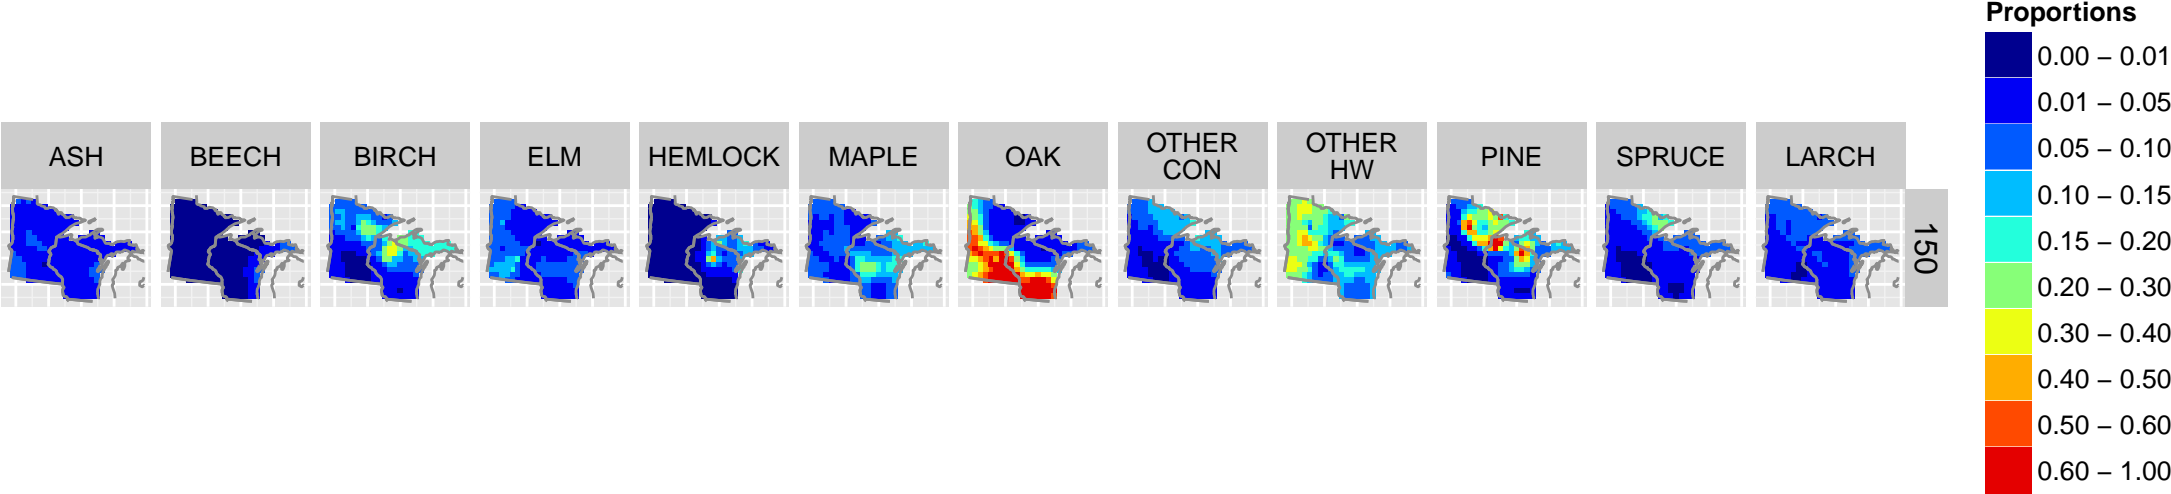 Proportions
0.00 – 0.01
0.01 – 0.05
0.05 – 0.10
0.10 – 0.15
0.15 – 0.20
0.20 – 0.30
0.30 – 0.40
0.40 – 0.50
0.50 – 0.60
0.60 – 1.00
ASH
BEECH
BIRCH
ELM
HEMLOCK
MAPLE
OAK
OTHER
CON
OTHER
HW
PINE
SPRUCE
LARCH
150